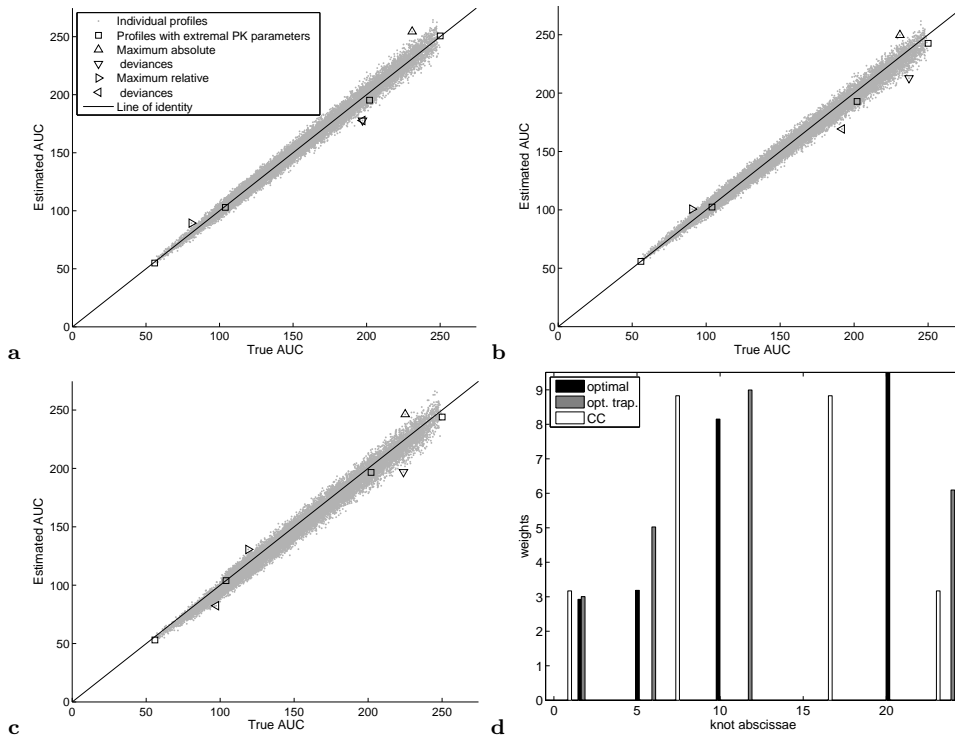 Individual profiles
Profiles with extremal PK parameters
Maximum absolute
deviances
Maximum relative
deviances
Line of identity
250
200
150
100
50
0
Estimated AUC
0 50 100 150 200 250
True AUC
a
250
200
150
100
50
0
Estimated AUC
0 50 100 150 200 250
True AUC
b
250
200
150
100
50
0
Estimated AUC
0 50 100 150 200 250
True AUC
c
optimal
opt. trap.
CC
9
8
7
6
5
4
3
2
1
0
weights
0 5 10 15 20
knot abscissae
d